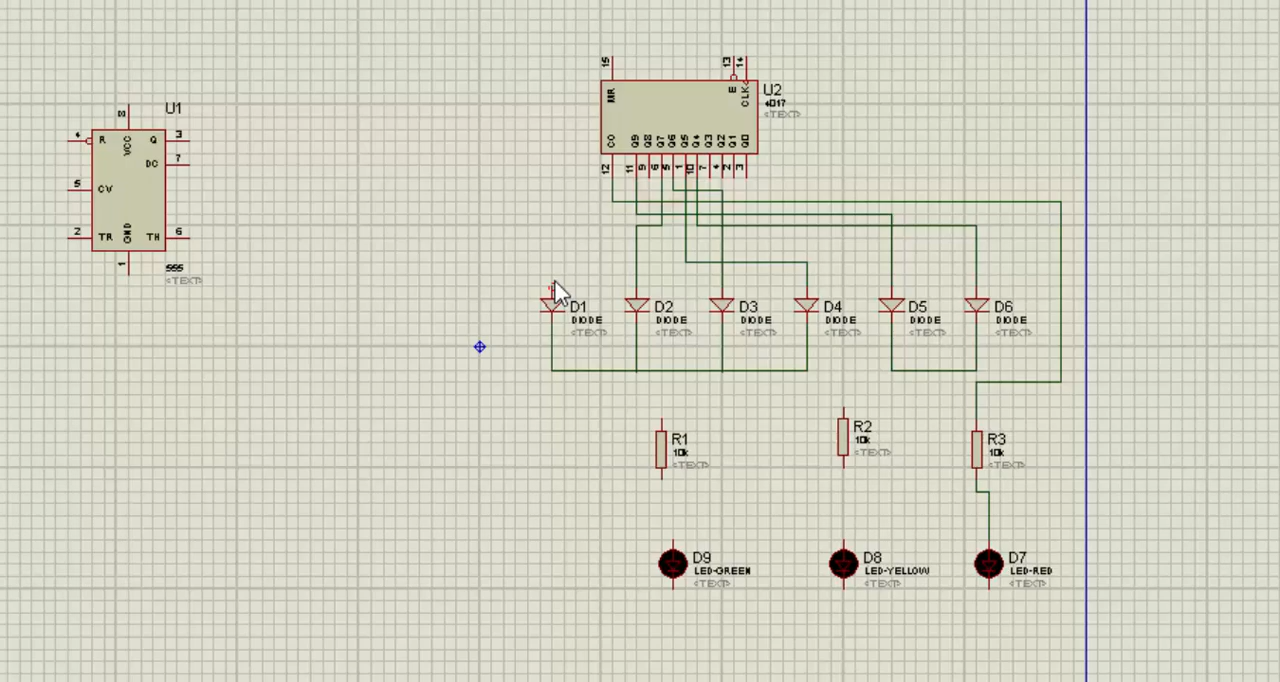 U1
8
4 R VCC Q 3
DC 7
5 CV
2 TR GND TH 6
1
555
<TEXT>
15 13 14
MR E CLK
U2
4017
<TEXT>
CO Q9 Q8 Q7 Q6 Q5 Q4 Q3 Q2 Q1 Q0
12 11 9 6 5 1 10 7 4 2 3
D1 D2 D3 D4 D5 D6
DIODE DIODE DIODE DIODE DIODE DIODE
<TEXT> <TEXT> <TEXT> <TEXT> <TEXT> <TEXT>
R1
10k
<TEXT>
R2
10k
<TEXT>
R3
10k
<TEXT>
D9
LED-GREEN
<TEXT>
D8
LED-YELLOW
<TEXT>
D7
LED-RED
<TEXT>